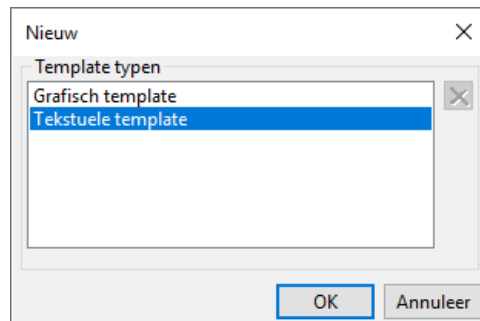 Nieuw
Template typen
Grafisch template
Tekstuele template
OK
Annuleer